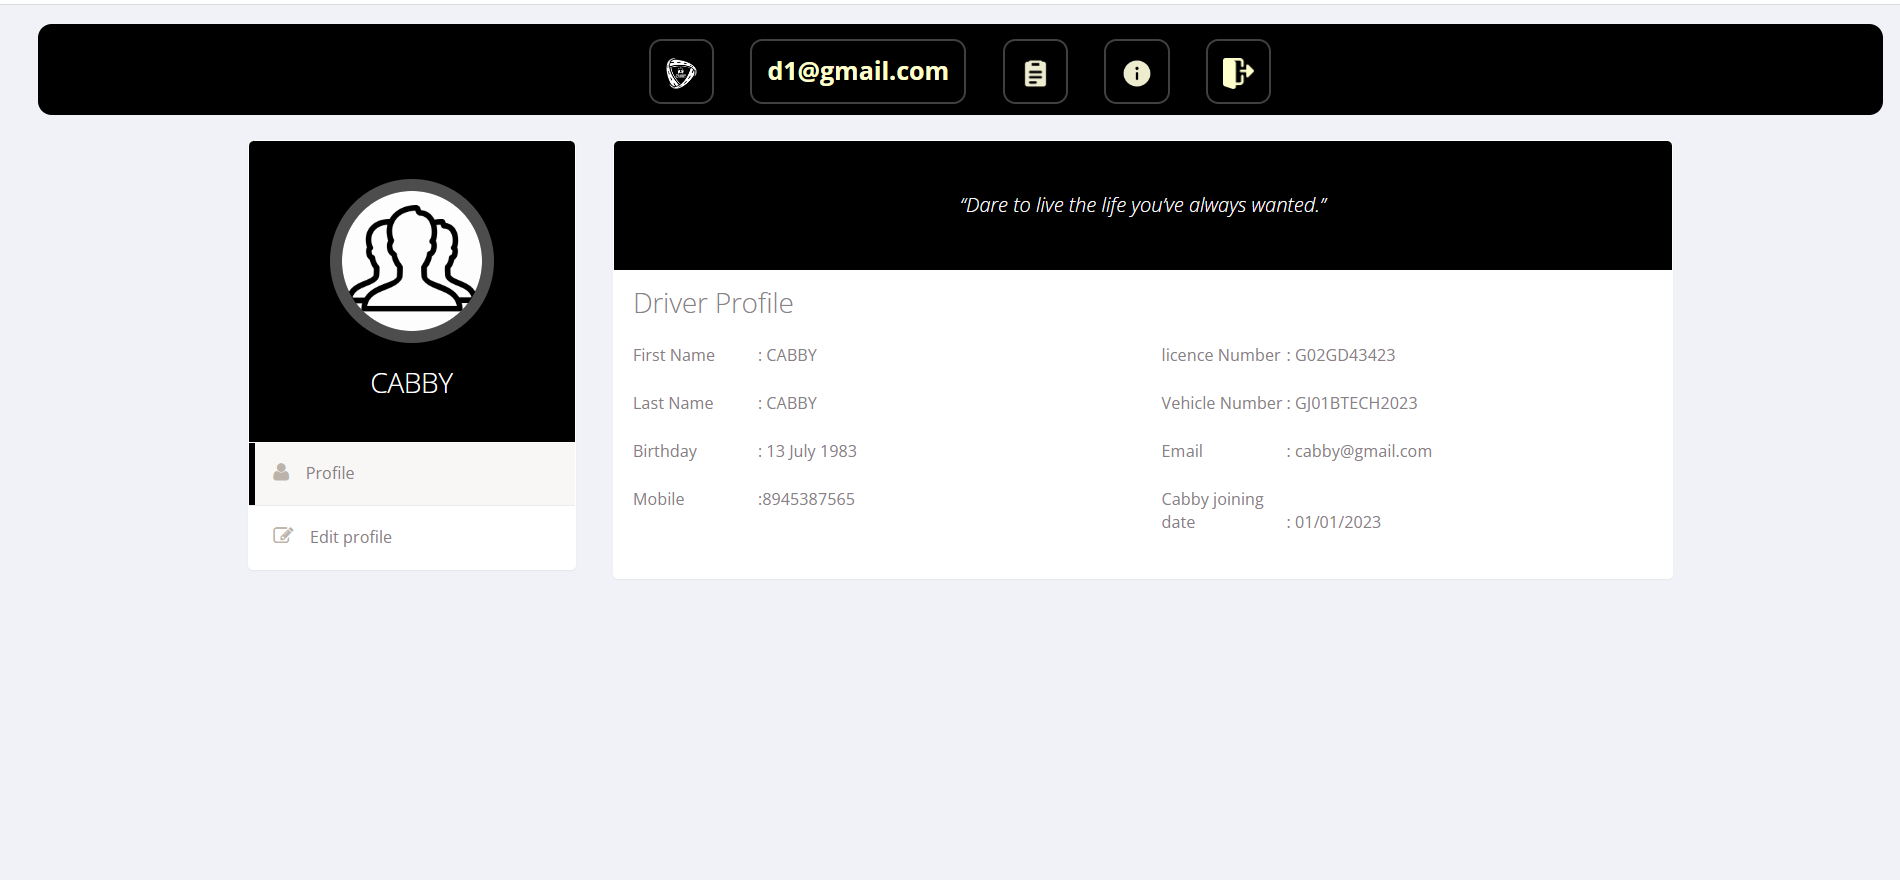 d1@gmail.com
CABBY
Profile
Edit profile
“Dare to live the life you’ve always wanted.”
Driver Profile
First Name : CABBY
licence Number : G02GD43423
Last Name : CABBY
Vehicle Number : GJ01BTECH2023
Birthday : 13 July 1983
Email : cabby@gmail.com
Mobile :8945387565
Cabby joining
date : 01/01/2023